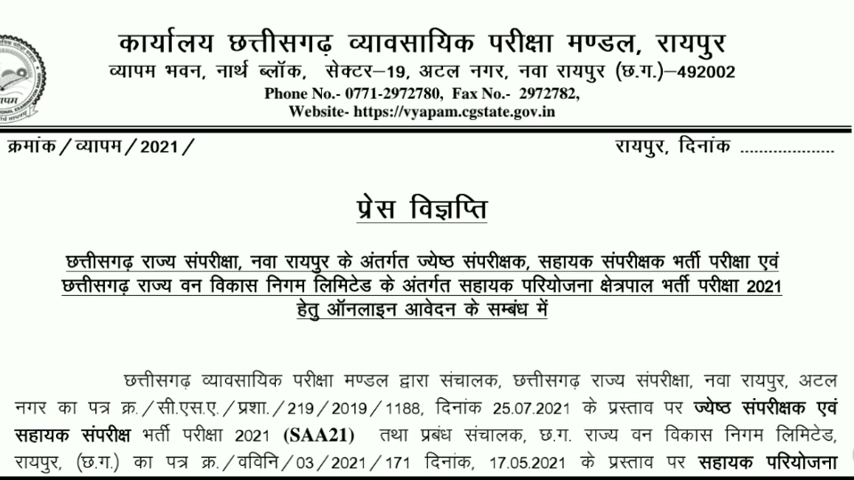 कार्यालय छत्तीसगढ़ व्यावसायिक परीक्षा मण्डल, रायपुर
व्यापम भवन, नार्थ ब्लॉक, सेक्टर–19, अटल नगर, नवा रायपुर (छ.ग.)–492002
Phone No.- 0771-2972780, Fax No.- 2972782,
Website- https://vyapam.cgstate.gov.in
क्रमांक / व्यापम / 2021 /
रायपुर, दिनांक ....................
प्रेस विज्ञप्ति
छत्तीसगढ़ राज्य संपरीक्षा, नवा रायपुर के अंतर्गत ज्येष्ठ संपरीक्षक, सहायक संपरीक्षक भर्ती परीक्षा एवं
छत्तीसगढ़ राज्य वन विकास निगम लिमिटेड के अंतर्गत सहायक परियोजना क्षेत्रपाल भर्ती परीक्षा 2021
हेतु ऑनलाइन आवेदन के सम्बंध में
छत्तीसगढ़ व्यावसायिक परीक्षा मण्डल द्वारा संचालक, छत्तीसगढ़ राज्य संपरीक्षा, नवा रायपुर, अटल
नगर का पत्र क्र. / सी.एस.ए. / प्रशा. / 219 / 2019 / 1188, दिनांक 25.07.2021 के प्रस्ताव पर ज्येष्ठ संपरीक्षक एवं
सहायक संपरीक्ष भर्ती परीक्षा 2021 (SAA21) तथा प्रबंध संचालक, छ.ग. राज्य वन विकास निगम लिमिटेड,
रायपुर, (छ.ग.) का पत्र क्र. / वविनि / 03 / 2021 / 171 दिनांक, 17.05.2021 के प्रस्ताव पर सहायक परियोजना